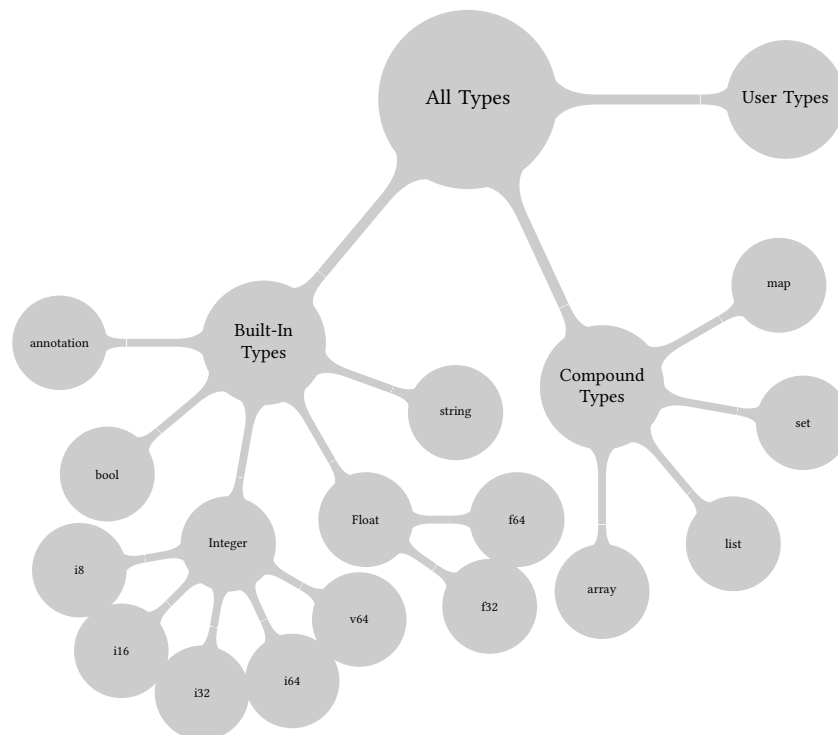 All Types
User Types
map
Built-In
Types
annotation
Compound
Types
string
set
bool
Float
f64
Integer
list
i8
array
f32
v64
i16
i64
i32